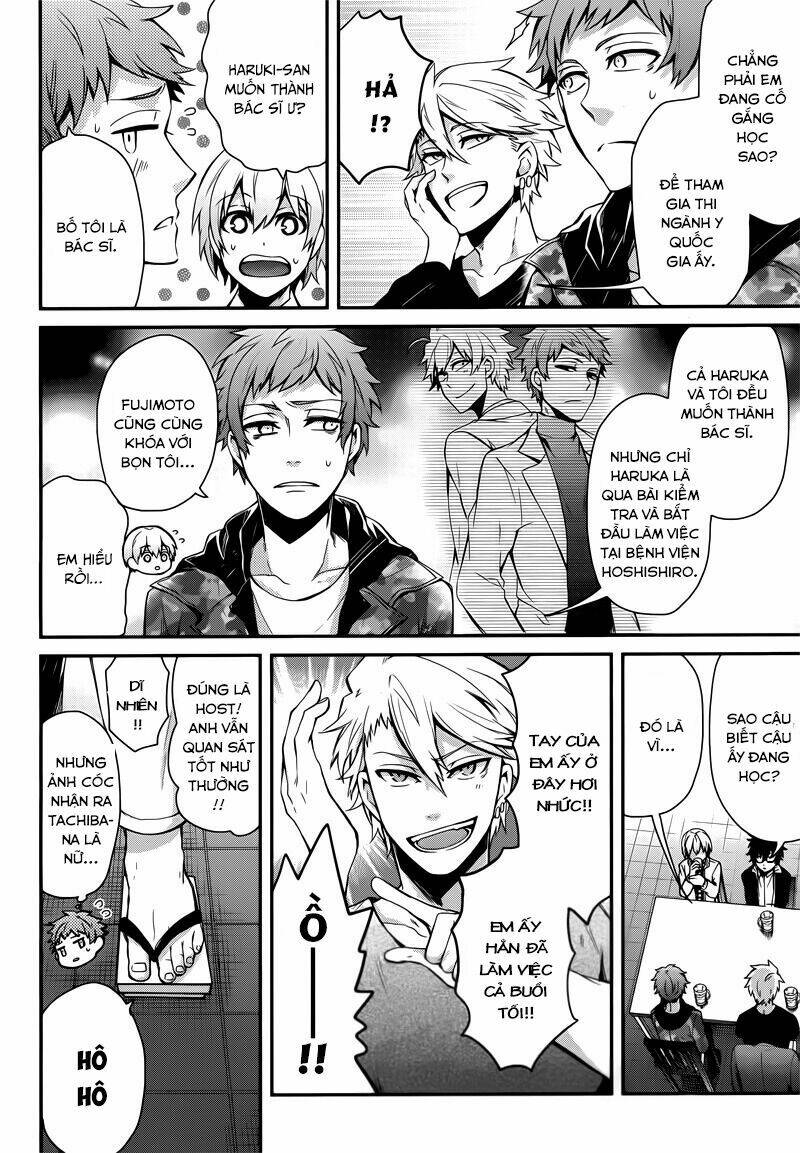 CHẲNG
PHẢI EM
ĐANG CỐ
GẮNG HỌC
SAO?
ĐỂ THAM
GIA THI
NGÀNH Y
QUỐC
GIA ẤY.
HẢ
!?
HARUKI-SAN
MUỐN THÀNH
BÁC SĨ Ư?
BỐ TÔI LÀ
BÁC SĨ.
CẢ HARUKA
VÀ TÔI ĐỀU
MUỐN THÀNH
BÁC SĨ.
NHƯNG CHỈ
HARUKA LÀ
QUA BÀI KIỂM
TRA VÀ BẮT
ĐẦU LÀM VIỆC
TẠI BỆNH VIỆN
HOSHISHIRO.
FUJIMOTO
CŨNG CÙNG
KHÓA VỚI
BỌN TÔI...
EM HIỂU
RỒI...
SAO CẬU
BIẾT CẬU
ẤY ĐANG
HỌC?
ĐÓ LÀ
VÌ...
TAY CỦA
EM ẤY Ở
ĐÂY HƠI
NHỨC!!
EM ẤY
HẲN ĐÃ
LÀM VIỆC
CẢ BUỔI
TỐI!!
Ồ
—
!!
ĐÚNG LÀ
HOST!
ANH VẪN
QUAN SÁT
TỐT NHƯ
THƯỜNG
!!
DĨ
NHIÊN
!!
NHƯNG
ẢNH CÓC
NHẬN RA
TACHIBA-
NA LÀ
NỮ...
HÔ
HÔ